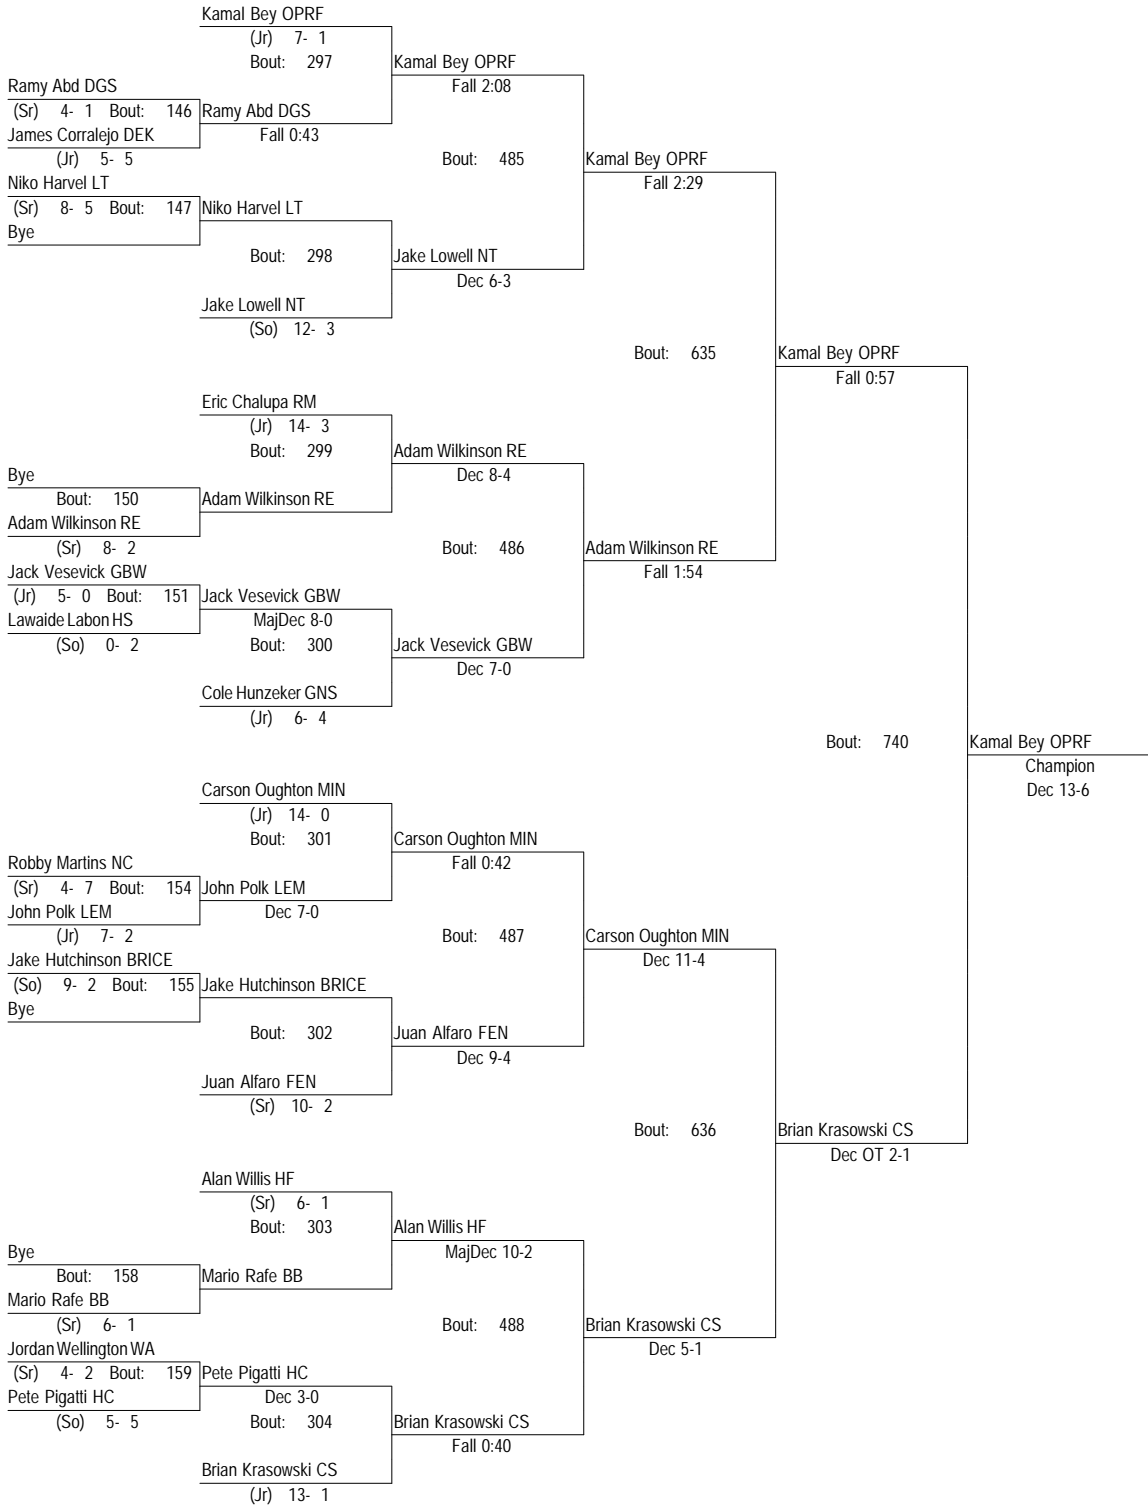 Kamal Bey OPRF
(Jr) 7- 1
Bout: 297
Kamal Bey OPRF
Fall 2:08
Ramy Abd DGS
(Sr) 4- 1 Bout: 146
Ramy Abd DGS
James Corralejo DEK
Fall 0:43
(Jr) 5- 5
Bout: 485
Kamal Bey OPRF
Fall 2:29
Niko Harvel LT
(Sr) 8- 5 Bout: 147
Niko Harvel LT
Bye
Bout: 298
Jake Lowell NT
Dec 6-3
Jake Lowell NT
(So) 12- 3
Bout: 635
Kamal Bey OPRF
Fall 0:57
Eric Chalupa RM
(Jr) 14- 3
Bout: 299
Adam Wilkinson RE
Dec 8-4
Bye
Bout: 150
Adam Wilkinson RE
Adam Wilkinson RE
(Sr) 8- 2
Bout: 486
Adam Wilkinson RE
Fall 1:54
Jack Vesevick GBW
(Jr) 5- 0 Bout: 151
Jack Vesevick GBW
Lawaide Labon HS
MajDec 8-0
(So) 0- 2
Bout: 300
Jack Vesevick GBW
Dec 7-0
Cole Hunzeker GNS
(Jr) 6- 4
Bout: 740
Kamal Bey OPRF
Champion
Dec 13-6
Carson Oughton MIN
(Jr) 14- 0
Bout: 301
Carson Oughton MIN
Fall 0:42
Robby Martins NC
(Sr) 4- 7 Bout: 154
John Polk LEM
John Polk LEM
Dec 7-0
(Jr) 7- 2
Bout: 487
Carson Oughton MIN
Dec 11-4
Jake Hutchinson BRICE
(So) 9- 2 Bout: 155
Jake Hutchinson BRICE
Bye
Bout: 302
Juan Alfaro FEN
Dec 9-4
Juan Alfaro FEN
(Sr) 10- 2
Bout: 636
Brian Krasowski CS
Dec OT 2-1
Alan Willis HF
(Sr) 6- 1
Bout: 303
Alan Willis HF
MajDec 10-2
Bye
Bout: 158
Mario Rafe BB
Mario Rafe BB
(Sr) 6- 1
Bout: 488
Brian Krasowski CS
Dec 5-1
Jordan Wellington WA
(Sr) 4- 2 Bout: 159
Pete Pigatti HC
Pete Pigatti HC
Dec 3-0
(So) 5- 5
Bout: 304
Brian Krasowski CS
Fall 0:40
Brian Krasowski CS
(Jr) 13- 1